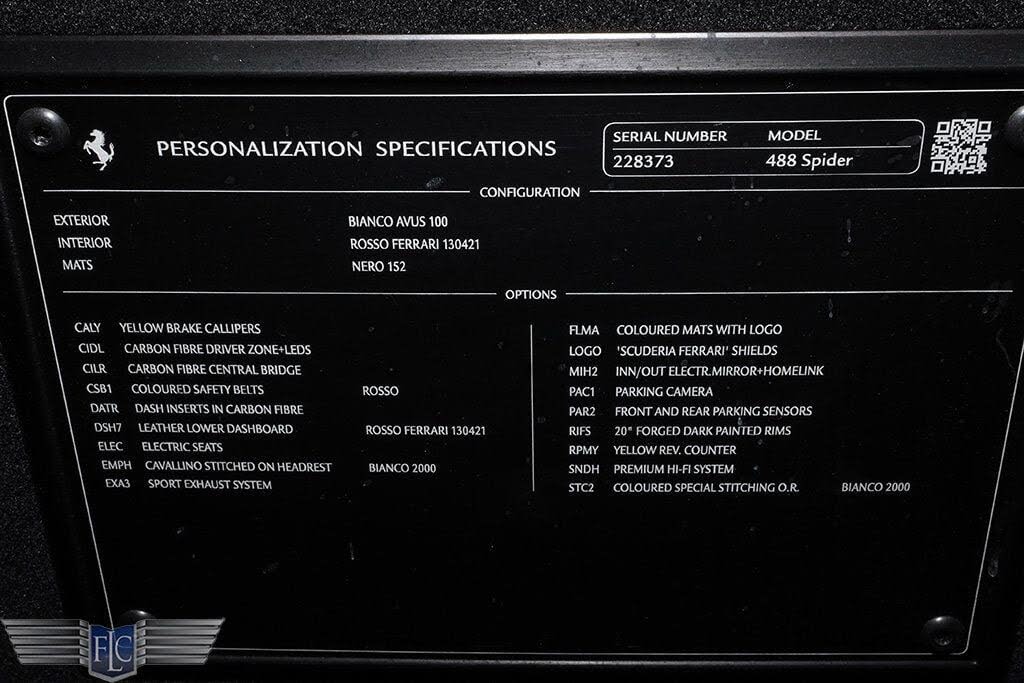 PERSONALIZATION SPECIFICATIONS
SERIAL NUMBER MODEL
228373 488 Spider
CONFIGURATION
EXTERIOR BIANCO AVUS 100
INTERIOR ROSSO FERRARI 130421
MATS NERO 152
OPTIONS
CALY YELLOW BRAKE CALLIPERS
CIDL CARBON FIBRE DRIVER ZONE+LEDS
CILR CARBON FIBRE CENTRAL BRIDGE
CSB1 COLOURED SAFETY BELTS ROSSO
DATR DASH INSERTS IN CARBON FIBRE
DSH7 LEATHER LOWER DASHBOARD ROSSO FERRARI 130421
ELEC ELECTRIC SEATS
EMPH CAVALLINO STITCHED ON HEADREST BIANCO 2000
EXA3 SPORT EXHAUST SYSTEM
FLMA COLOURED MATS WITH LOGO
LOGO 'SCUDERIA FERRARI' SHIELDS
MIH2 INN/OUT ELECTR.MIRROR+HOMELINK
PAC1 PARKING CAMERA
PAR2 FRONT AND REAR PARKING SENSORS
RIFS 20" FORGED DARK PAINTED RIMS
RPMY YELLOW REV. COUNTER
SNDH PREMIUM HI-FI SYSTEM
STC2 COLOURED SPECIAL STITCHING O.R. BIANCO 2000
FLC